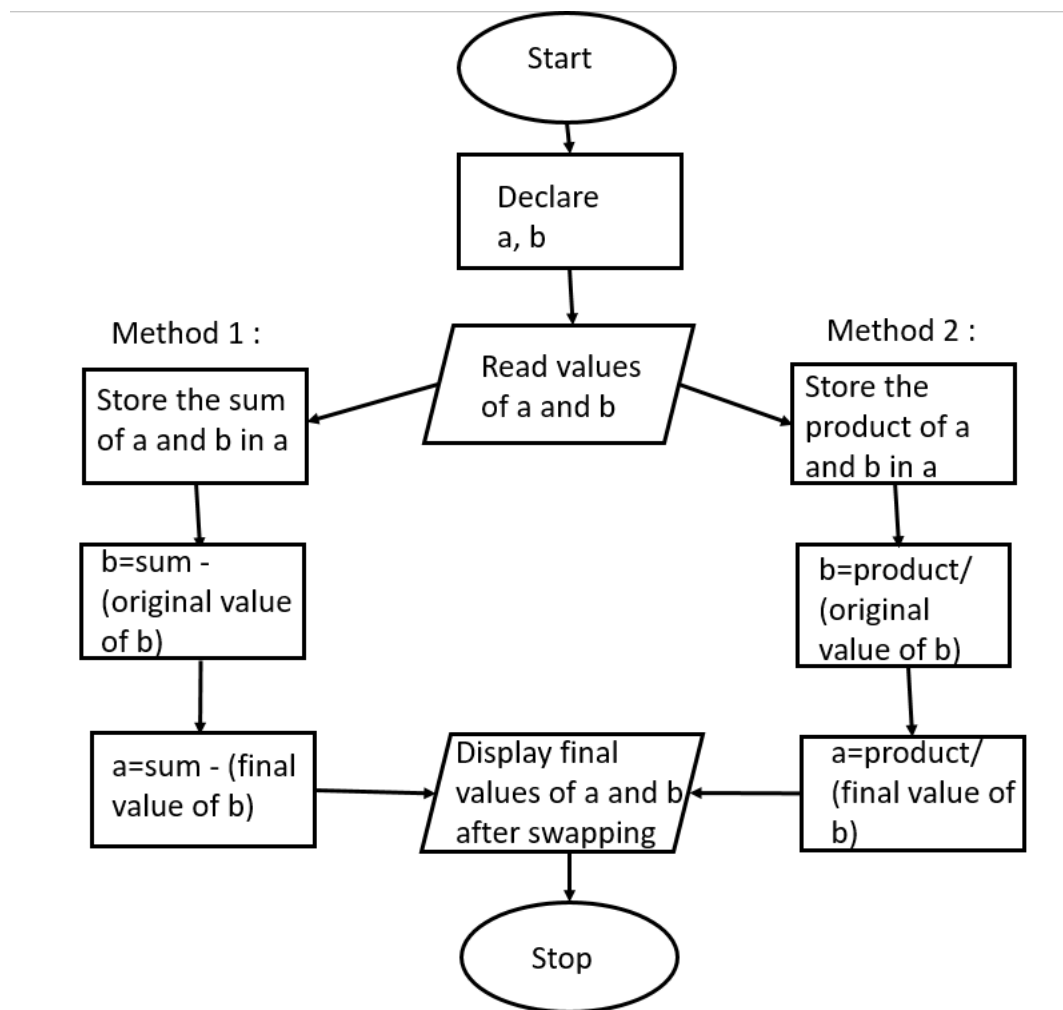 Start
Declare
a, b
Read values
of a and b
Method 1 :
Store the sum
of a and b in a
b=sum -
(original value
of b)
a=sum - (final
value of b)
Method 2 :
Store the
product of a
and b in a
b=product/
(original
value of b)
a=product/
(final value of
b)
Display final
values of a and b
after swapping
Stop